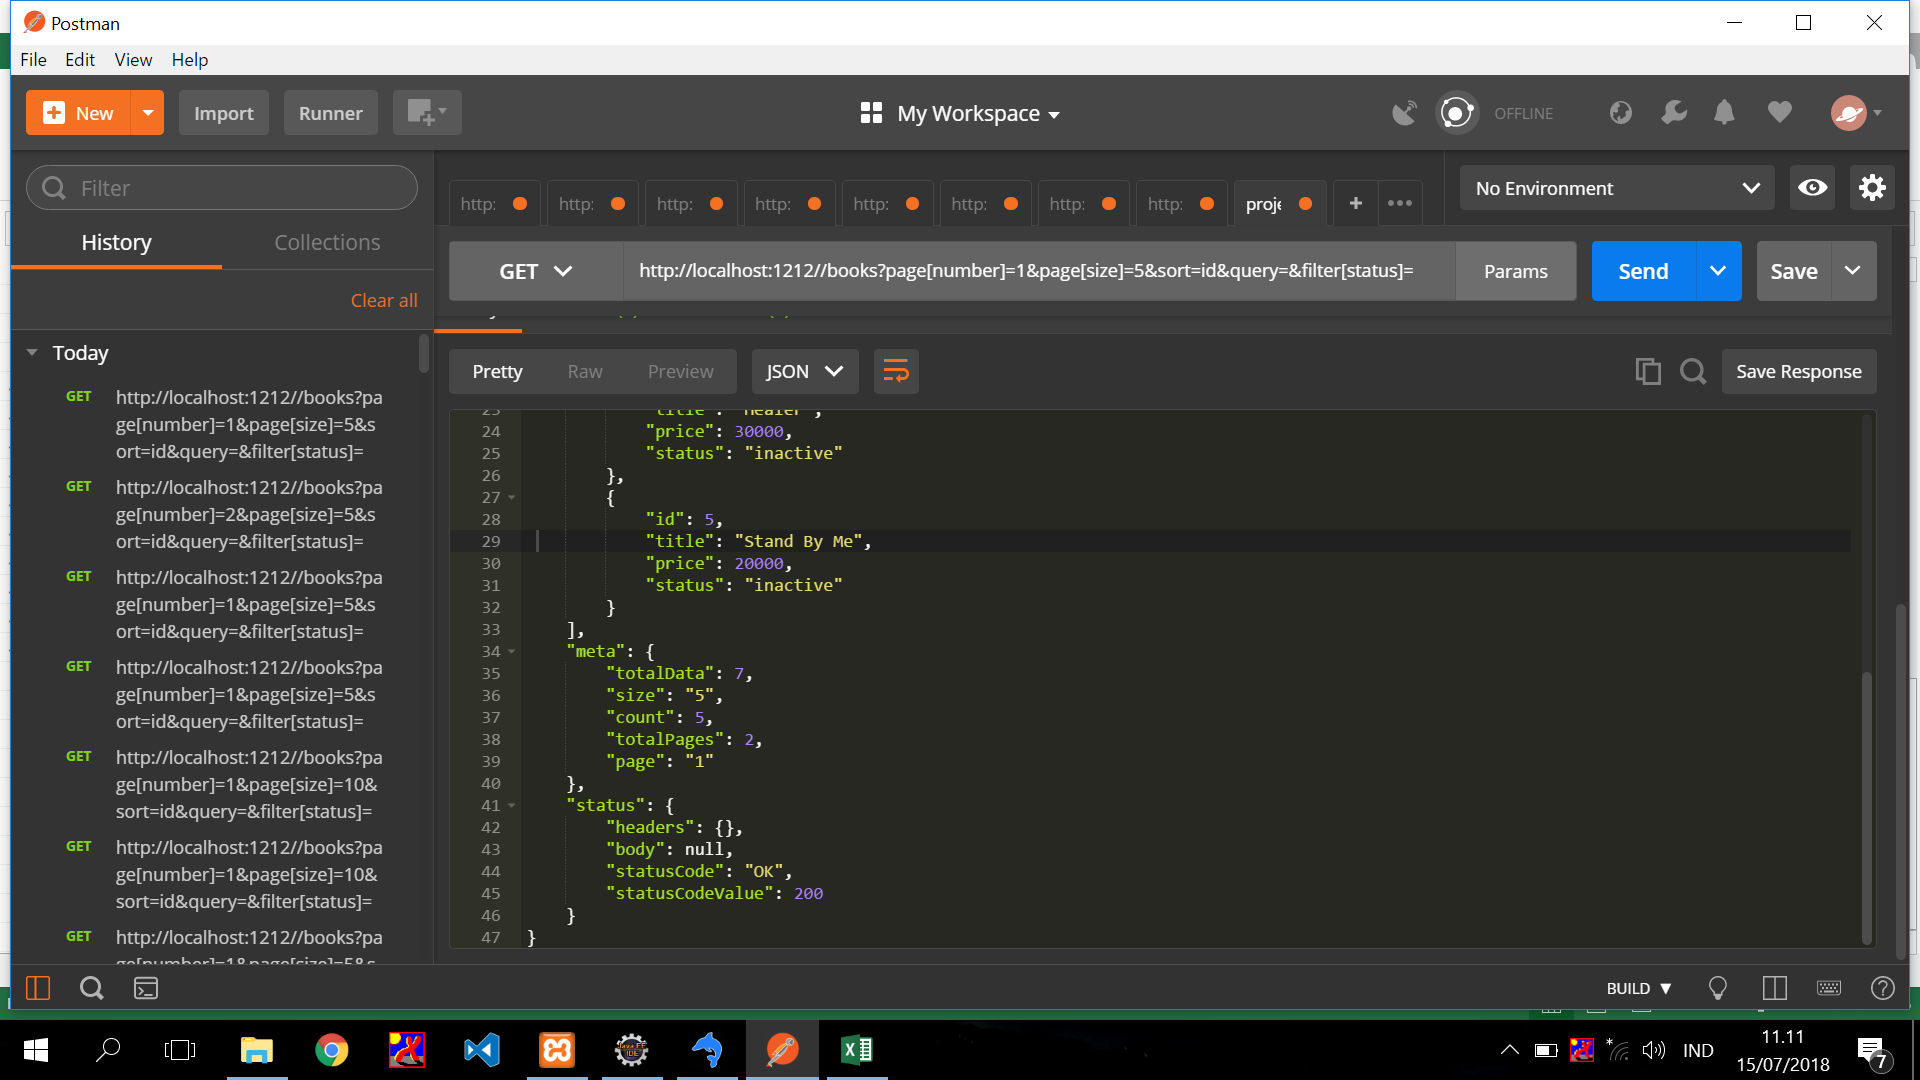 Postman
File Edit View Help
New Import Runner My Workspace OFFLINE
Filter
History Collections
Clear all
Today
GET http://localhost:1212//books?pa
ge[number]=1&page[size]=5&s
ort=id&query=&filter[status]=
GET http://localhost:1212//books?pa
ge[number]=2&page[size]=5&s
ort=id&query=&filter[status]=
GET http://localhost:1212//books?pa
ge[number]=1&page[size]=5&s
ort=id&query=&filter[status]=
GET http://localhost:1212//books?pa
ge[number]=1&page[size]=5&s
ort=id&query=&filter[status]=
GET http://localhost:1212//books?pa
ge[number]=1&page[size]=10&
sort=id&query=&filter[status]=
GET http://localhost:1212//books?pa
ge[number]=1&page[size]=10&
sort=id&query=&filter[status]=
GET http://localhost:1212//books?pa
ge[number]=1&page[size]=5&s
http: http: http: http: http: http: http: http: proje + •••
No Environment
GET http://localhost:1212//books?page[number]=1&page[size]=5&sort=id&query=&filter[status]= Params Send Save
Pretty Raw Preview JSON Save Response
23 "title": "Healer",
24 "price": 30000,
25 "status": "inactive"
26 },
27 {
28 "id": 5,
29 "title": "Stand By Me",
30 "price": 20000,
31 "status": "inactive"
32 }
33 ],
34 "meta": {
35 "totalData": 7,
36 "size": "5",
37 "count": 5,
38 "totalPages": 2,
39 "page": "1"
40 },
41 "status": {
42 "headers": {},
43 "body": null,
44 "statusCode": "OK",
45 "statusCodeValue": 200
46 }
47 }
BUILD
IND
11.11
15/07/2018
7